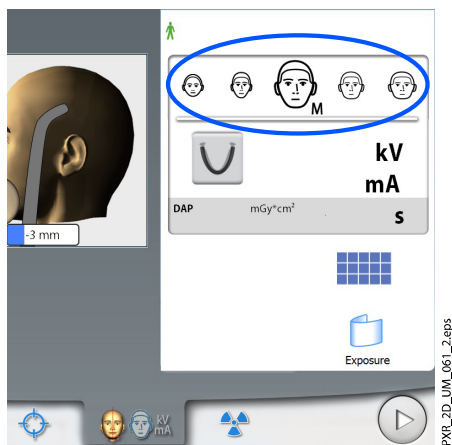 M
kV
mA
DAP mGy*cm²
s
-3 mm
Exposure
kV
mA
PXR_2D_UM_061_2.eps